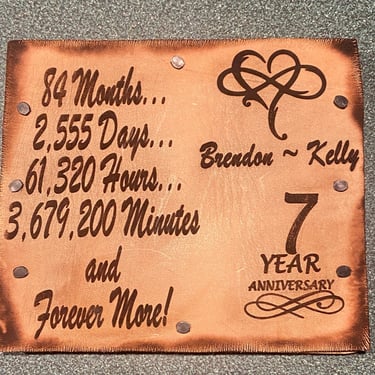 84 Months...
2,555 Days...
61,320 Hours...
3,679,200 Minutes
and
Forever More!
Brendon ~ Kelly
7
YEAR
ANNIVERSARY